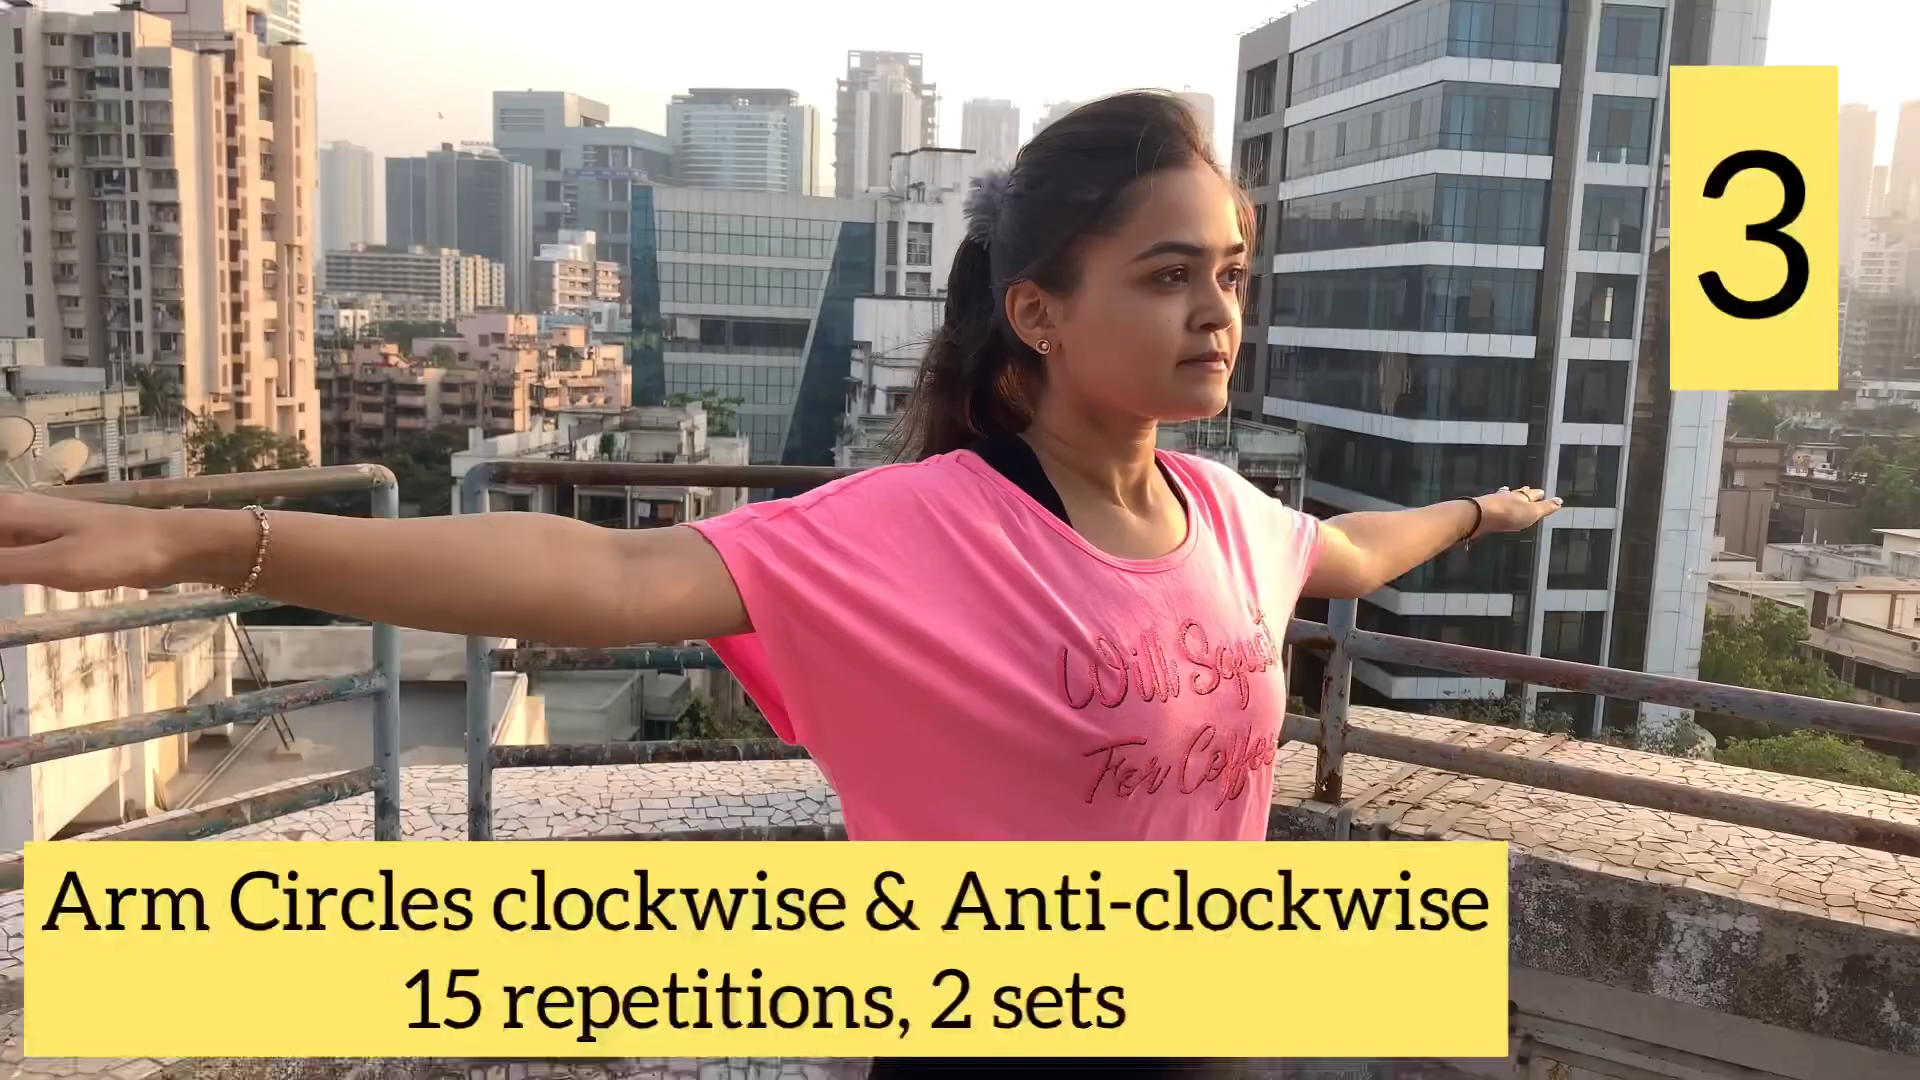 3
Will Squat
For Coffee
Arm Circles clockwise & Anti-clockwise
15 repetitions, 2 sets